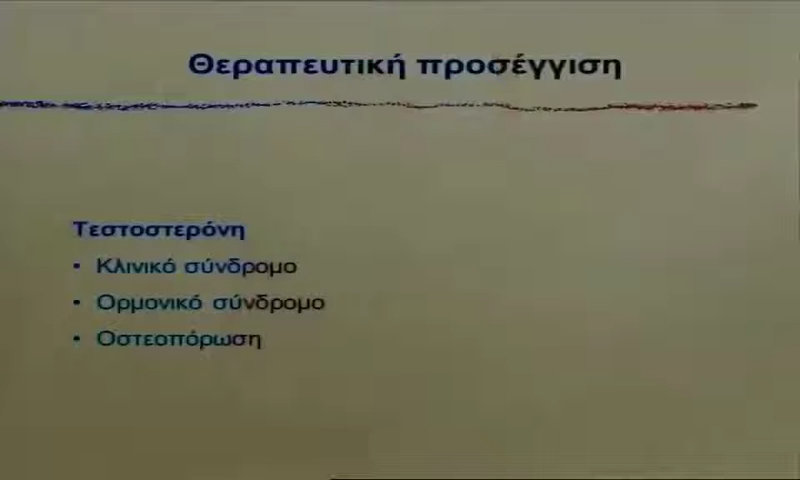 Θεραπευτική προσέγγιση
Τεστοστερόνη
• Κλινικό σύνδρομο
• Ορμονικό σύνδρομο
• Οστεοπόρωση